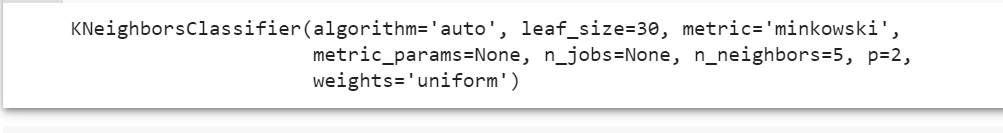 KNeighborsClassifier(algorithm='auto', leaf_size=30, metric='minkowski',
metric_params=None, n_jobs=None, n_neighbors=5, p=2,
weights='uniform')